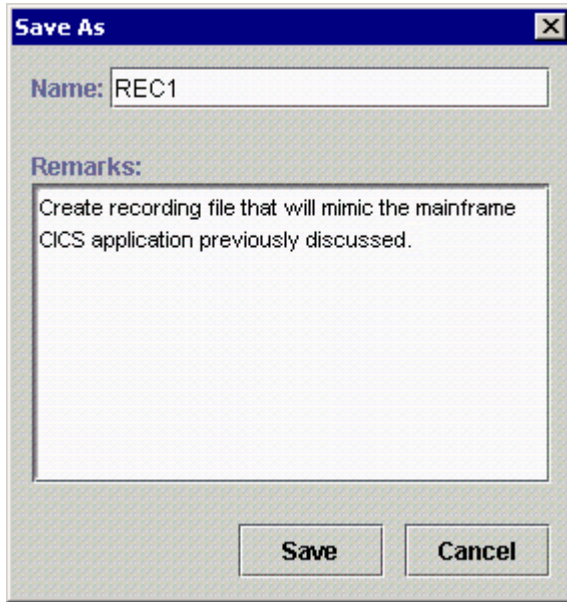 Save As
Name: REC1
Remarks:
Create recording file that will mimic the mainframe
CICS application previously discussed.
Save Cancel